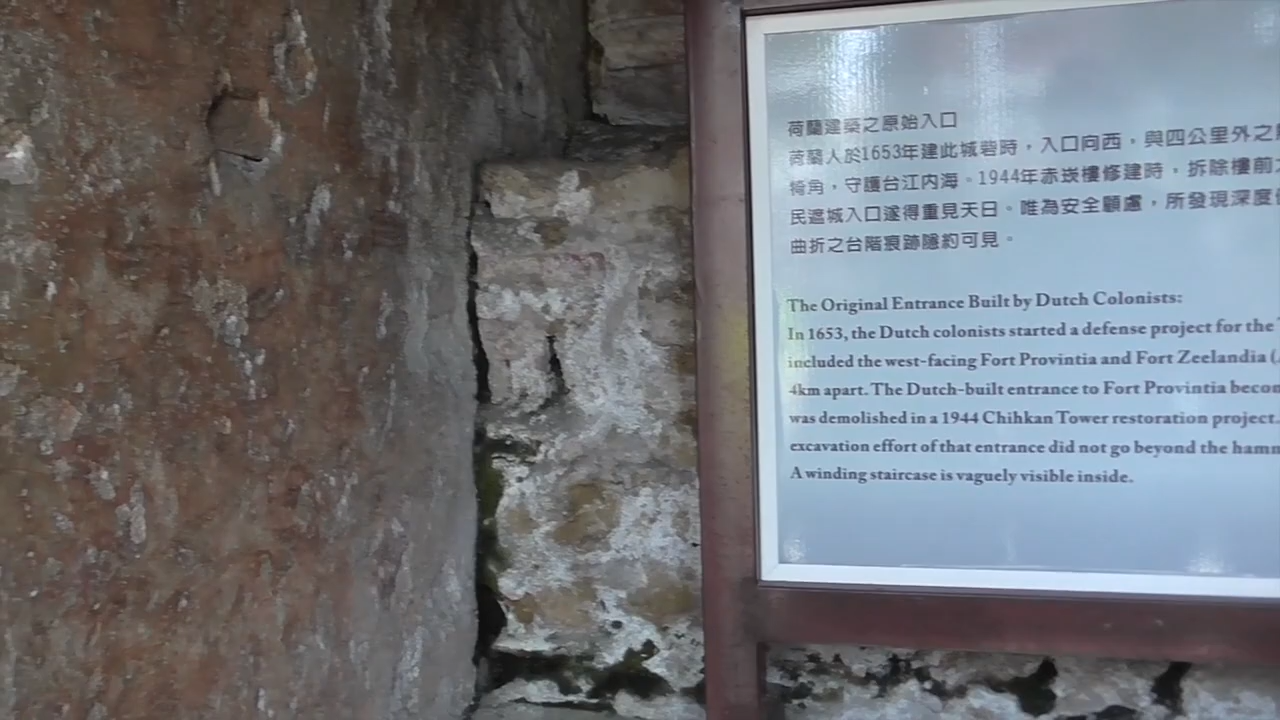 荷蘭建築之原始入口
荷蘭人於1653年建此城砦時，入口向西，與四公里外之
犄角，守護台江內海。1944年赤崁樓修建時，拆除樓前
民遮城入口遂得重見天日。唯為安全顧慮，所發現深度
曲折之台階痕跡隱約可見。
The Original Entrance Built by Dutch Colonists:
In 1653, the Dutch colonists started a defense project for the
included the west-facing Fort Provintia and Fort Zeelandia (
4km apart. The Dutch-built entrance to Fort Provintia
was demolished in a 1944 Chihkan Tower restoration project.
excavation effort of that entrance did not go beyond the
A winding staircase is vaguely visible inside.